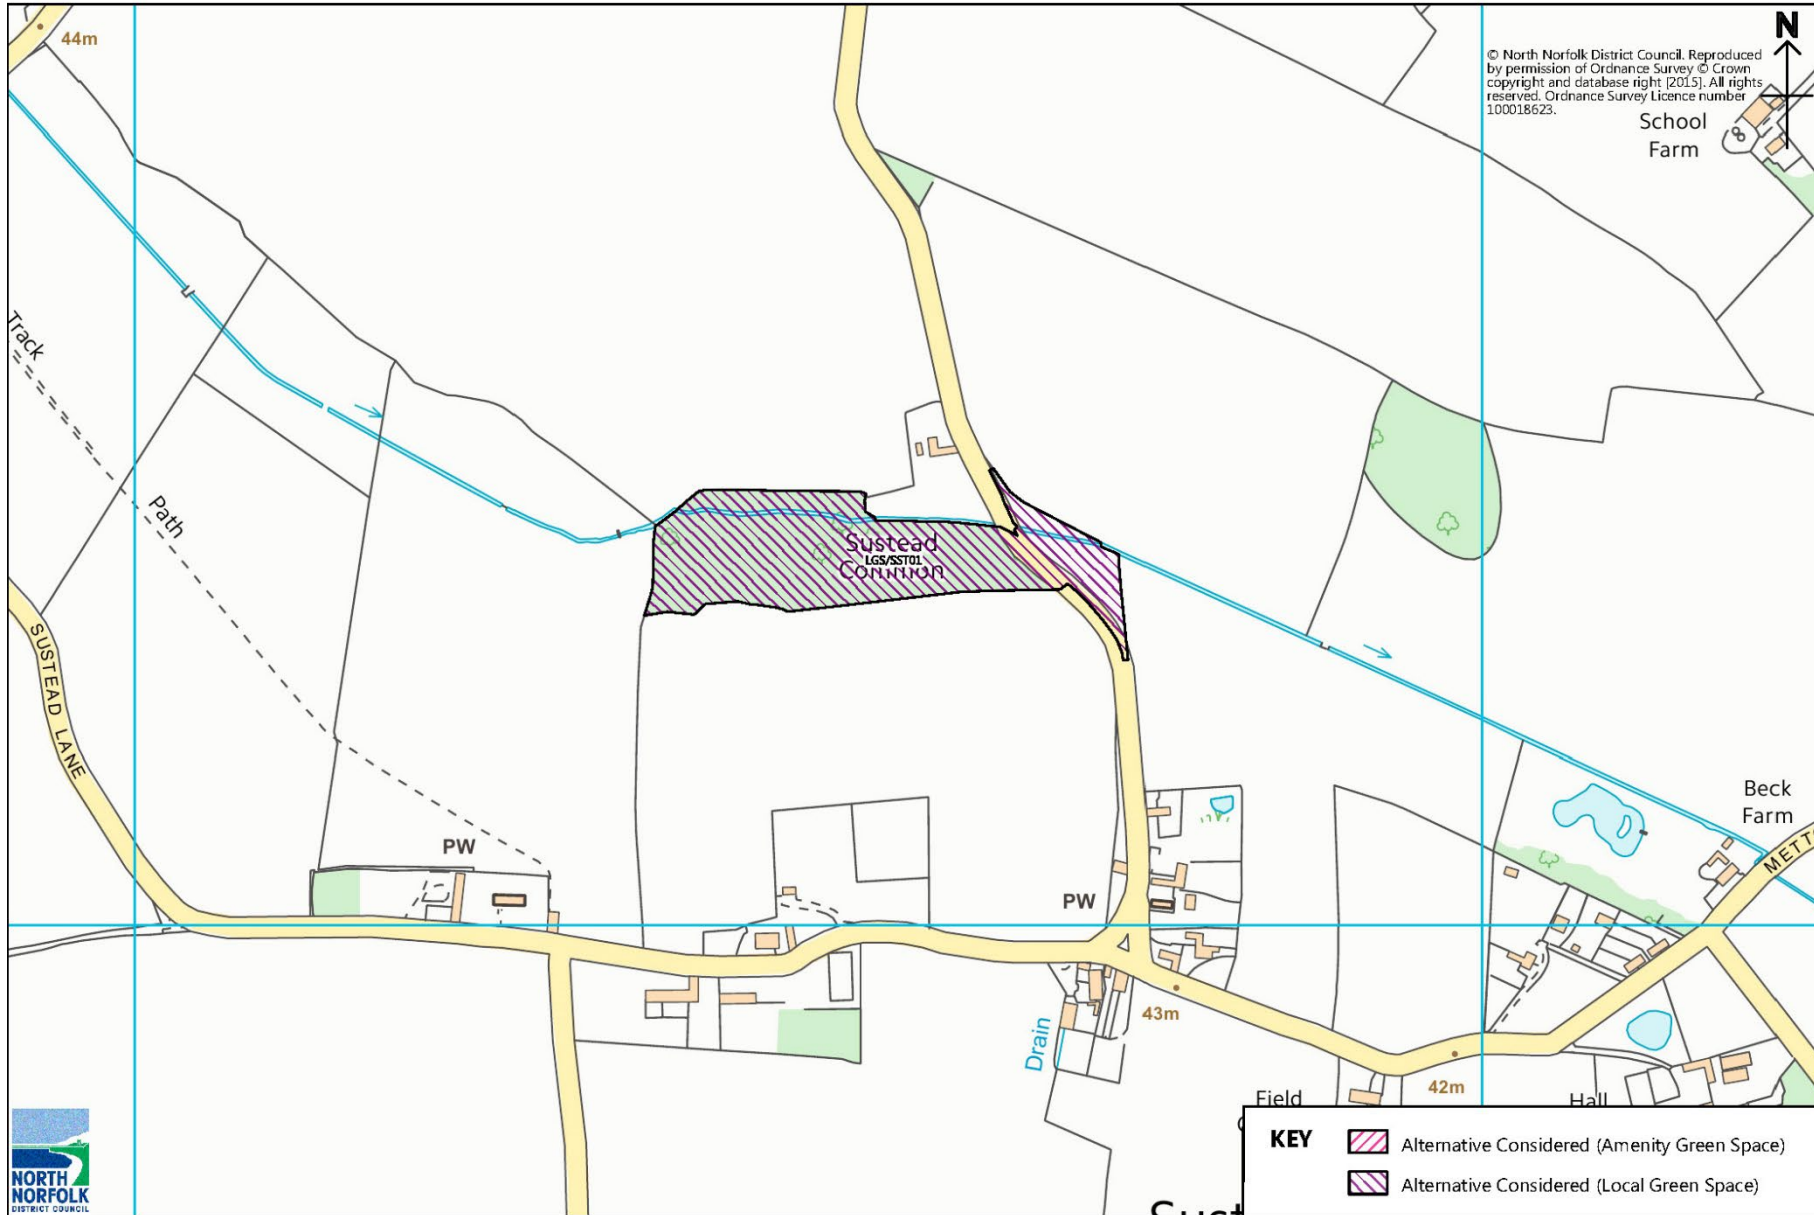 44m
N
© North Norfolk District Council. Reproduced
by permission of Ordnance Survey © Crown
copyright and database right [2015]. All rights
reserved. Ordnance Survey Licence number
100018623.
School
Farm
Track
Path
Sustead
LGS/SST01
Common
SUSTEAD LANE
Beck
Farm
PW
PW
43m
Drain
42m
Field
Hall
KEY
Alternative Considered (Amenity Green Space)
Alternative Considered (Local Green Space)
NORTH
NORFOLK
DISTRICT COUNCIL